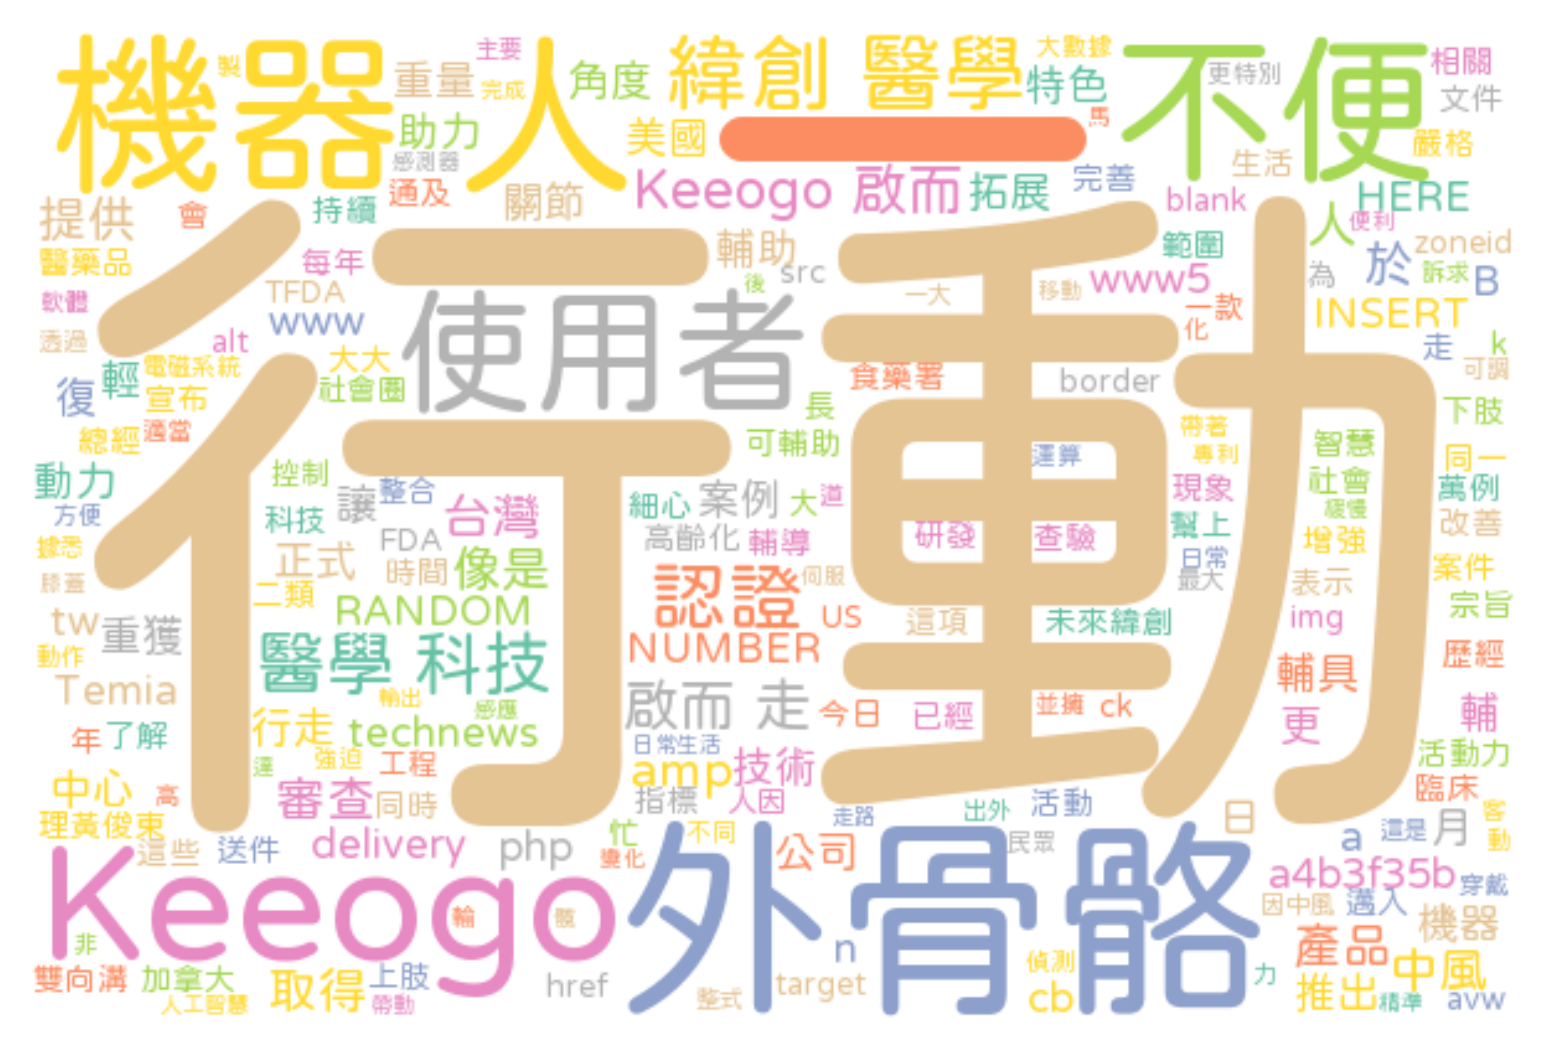 機器人
製
主要
重量
完成
角度
緯創 醫學
特色
大數據
不便
更特別
相關
文件
助力
感測器
通及
美國
一
馬
嚴格
生活
關節
Keeogo 啟而
拓展
完善
blank
HERE
提供
會
持續
人
便利
醫藥品
每年
輔助
範圍
於
zoneid
行動
TFDA
後
src
一大
移動
www5
為
訴求
B
軟體
www
使用者
一款
化
INSERT
透過
alt
電磁系統
大大
走
k
復
輕
宣布
社會圈
食藥署
border
可調
長
下肢
總經
適當
可輔助
帶著
運算
專利
智慧
同一
動力
控制
讓
整合
台灣
細心
案例
大
道
現象
社會
緩慢
萬例
方便
科技
FDA
高齡化
輔導
研發
查驗
幫上
日常
增強
改善
據悉
正式
時間
像是
認證
伺服
最大
表示
案件
膝蓋
二類
RANDOM
US
這項
未來緯創
img
宗旨
tw
重獲
醫學 科技
NUMBER
輔具
歷經
動作
Temia
輸出
感應
啟而 走
今日
已經
並擁
ck
更
輔
年
了解
行走
technews
日常生活
活動力
中心
高
達
強迫
工程
amp
技術
臨床
審查
同時
指標
人因
走路
出外
活動
日
客
理黃俊東
這些
送件
delivery
php
忙
不同
變化
公司
民眾
a
這是
月
動
Keeogo
輪
髖
外骨骼
a4b3f35b
穿戴
因中風
邁入
機器
非
n
產品
雙向溝
加拿大
取得
上肢
href
target
偵測
力
中風
人工智慧
帶動
整式
cb
推出
精準
avw